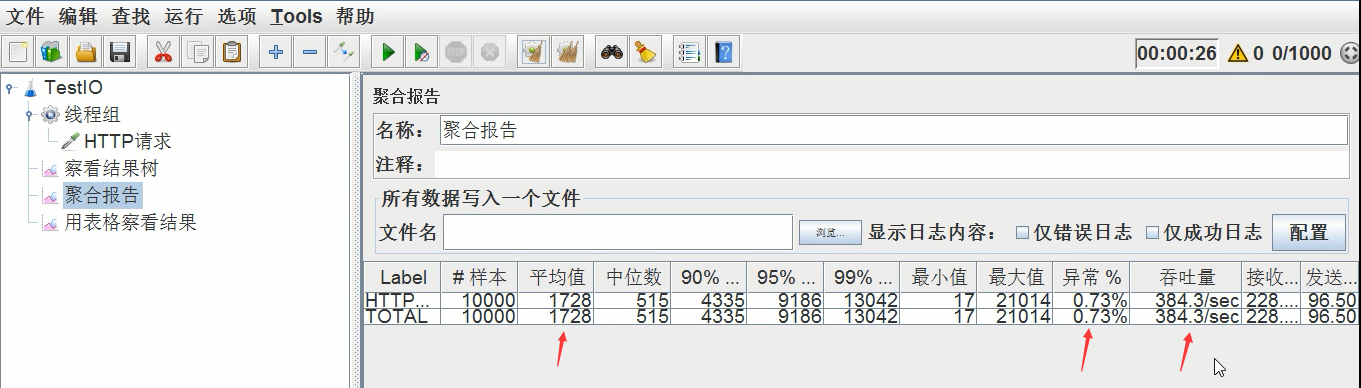 文件 编辑 查找 运行 选项 Tools 帮助
00:00:26 0 0/1000
TestIO
线程组
HTTP请求
察看结果树
聚合报告
用表格察看结果
聚合报告
名称： 聚合报告
注释：
所有数据写入一个文件
文件名 浏览... 显示日志内容： 仅错误日志 仅成功日志 配置
Label # 样本 平均值 中位数 90% ... 95% ... 99% ... 最小值 最大值 异常 % 吞吐量 接收... 发送...
HTTP... 10000 1728 515 4335 9186 13042 17 21014 0.73% 384.3/sec 228.... 96.50
TOTAL 10000 1728 515 4335 9186 13042 17 21014 0.73% 384.3/sec 228.... 96.50